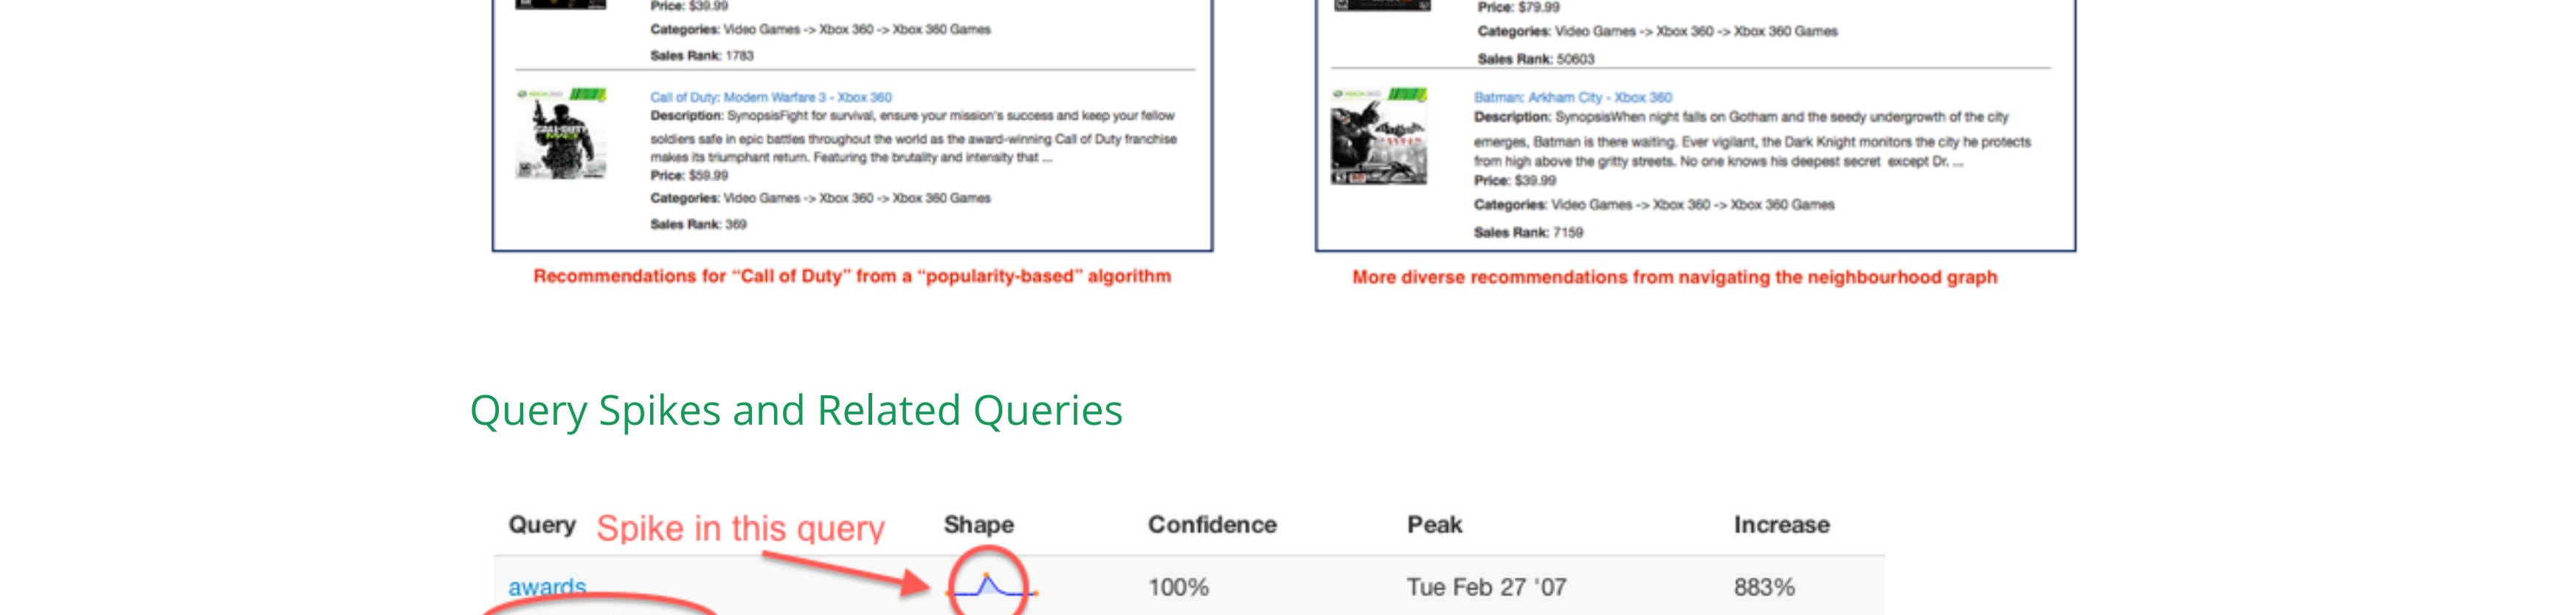 Price: $39.99
Categories: Video Games -> Xbox 360 -> Xbox 360 Games
Sales Rank: 1783
Call of Duty: Modern Warfare 3 - Xbox 360
Description: SynopsisFight for survival, ensure your mission's success and keep your fellow
soldiers safe in epic battles throughout the world as the award-winning Call of Duty franchise
makes its triumphant return. Featuring the brutality and intensity that ...
Price: $59.99
Categories: Video Games -> Xbox 360 -> Xbox 360 Games
Sales Rank: 369
Recommendations for “Call of Duty” from a “popularity-based” algorithm
Price: $79.99
Categories: Video Games -> Xbox 360 -> Xbox 360 Games
Sales Rank: 50603
Batman: Arkham City - Xbox 360
Description: SynopsisWhen night falls on Gotham and the seedy undergrowth of the city
emerges, Batman is there waiting. Ever vigilant, the Dark Knight monitors the city he protects
from high above the gritty streets. No one knows his deepest secret except Dr. ...
Price: $39.99
Categories: Video Games -> Xbox 360 -> Xbox 360 Games
Sales Rank: 7159
More diverse recommendations from navigating the neighbourhood graph
Query Spikes and Related Queries
Query Spike in this query Shape Confidence Peak Increase
awards 100% Tue Feb 27 '07 883%